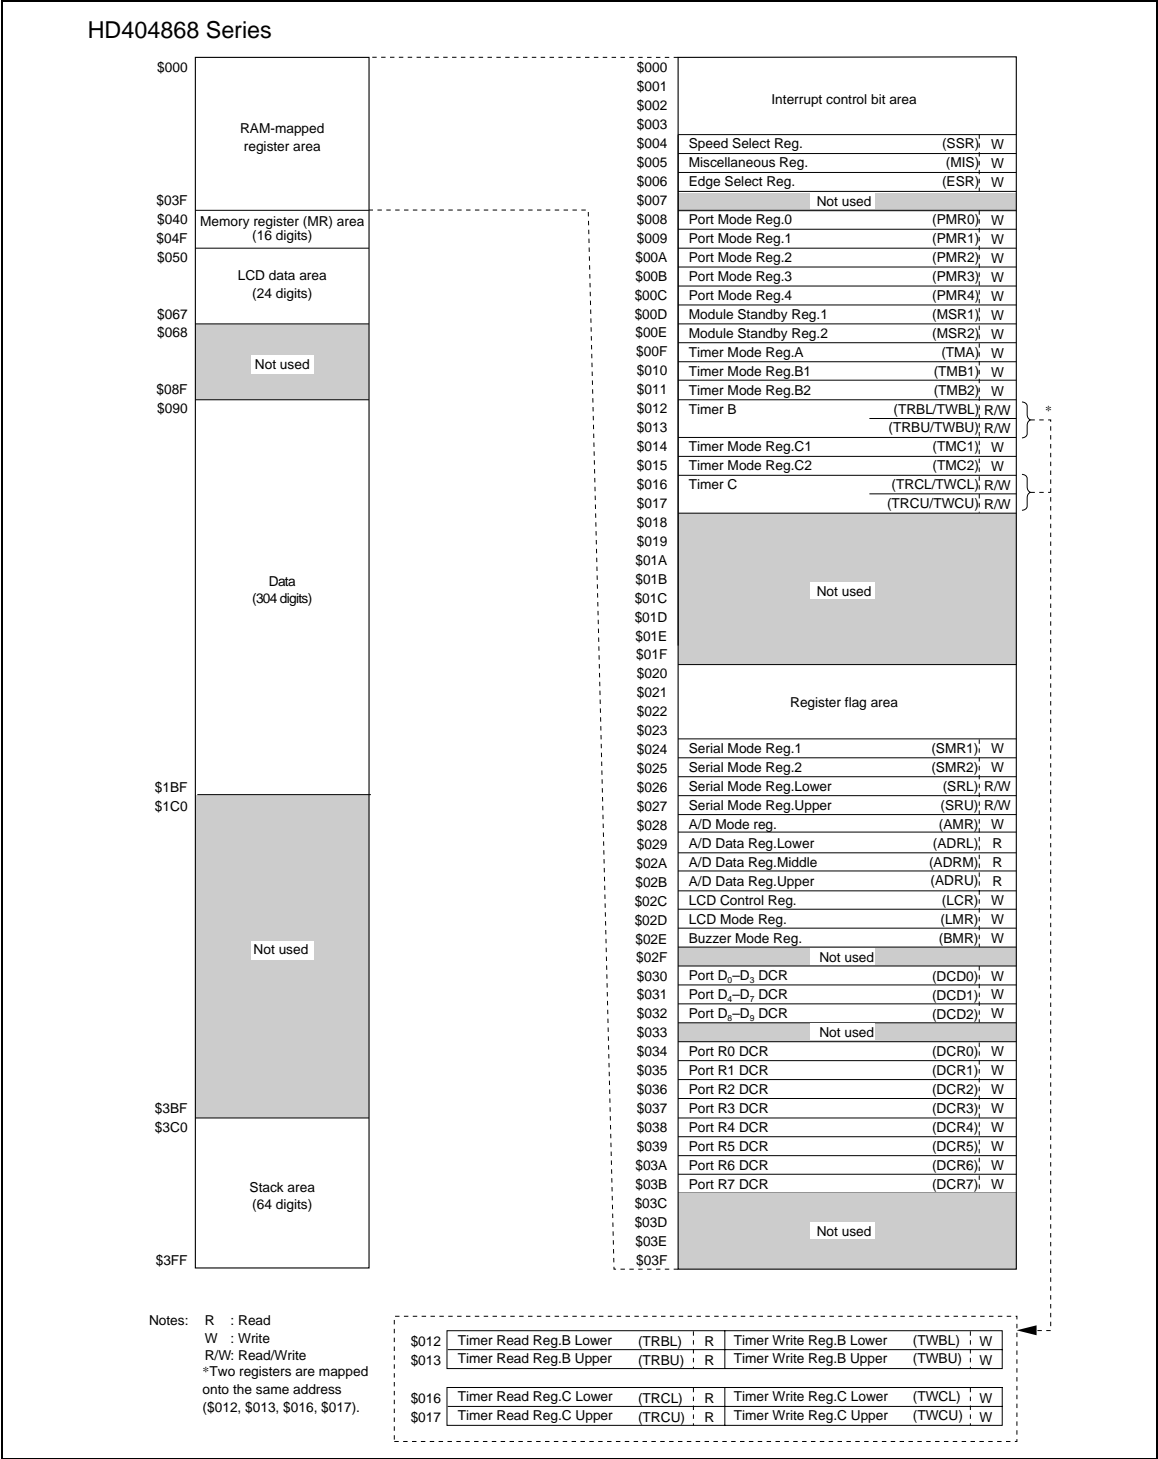 HD404868 Series
$000
RAM-mapped
register area
$03F
$040
Memory register (MR) area
(16 digits)
$04F
$050
LCD data area
(24 digits)
$067
$068
Not used
$08F
$090
Data
(304 digits)
$1BF
$1C0
Not used
$3BF
$3C0
Stack area
(64 digits)
$3FF
$000
$001
Interrupt control bit area
$002
$003
$004 Speed Select Reg. (SSR) W
$005 Miscellaneous Reg. (MIS) W
$006 Edge Select Reg. (ESR) W
$007 Not used
$008 Port Mode Reg.0 (PMR0) W
$009 Port Mode Reg.1 (PMR1) W
$00A Port Mode Reg.2 (PMR2) W
$00B Port Mode Reg.3 (PMR3) W
$00C Port Mode Reg.4 (PMR4) W
$00D Module Standby Reg.1 (MSR1) W
$00E Module Standby Reg.2 (MSR2) W
$00F Timer Mode Reg.A (TMA) W
$010 Timer Mode Reg.B1 (TMB1) W
$011 Timer Mode Reg.B2 (TMB2) W
$012 Timer B (TRBL/TWBL) R/W *
$013 (TRBU/TWBU) R/W
$014 Timer Mode Reg.C1 (TMC1) W
$015 Timer Mode Reg.C2 (TMC2) W
$016 Timer C (TRCL/TWCL) R/W
$017 (TRCU/TWCU) R/W
$018
$019
$01A
$01B
Not used
$01C
$01D
$01E
$01F
$020
$021
Register flag area
$022
$023
$024 Serial Mode Reg.1 (SMR1) W
$025 Serial Mode Reg.2 (SMR2) W
$026 Serial Mode Reg.Lower (SRL) R/W
$027 Serial Mode Reg.Upper (SRU) R/W
$028 A/D Mode reg. (AMR) W
$029 A/D Data Reg.Lower (ADRL) R
$02A A/D Data Reg.Middle (ADRM) R
$02B A/D Data Reg.Upper (ADRU) R
$02C LCD Control Reg. (LCR) W
$02D LCD Mode Reg. (LMR) W
$02E Buzzer Mode Reg. (BMR) W
$02F Not used
$030 Port D0–D3 DCR (DCD0) W
$031 Port D4–D7 DCR (DCD1) W
$032 Port D8–D9 DCR (DCD2) W
$033 Not used
$034 Port R0 DCR (DCR0) W
$035 Port R1 DCR (DCR1) W
$036 Port R2 DCR (DCR2) W
$037 Port R3 DCR (DCR3) W
$038 Port R4 DCR (DCR4) W
$039 Port R5 DCR (DCR5) W
$03A Port R6 DCR (DCR6) W
$03B Port R7 DCR (DCR7) W
$03C
$03D
Not used
$03E
$03F
Notes: R : Read
W : Write
R/W: Read/Write
*Two registers are mapped
onto the same address
($012, $013, $016, $017).
$012 Timer Read Reg.B Lower (TRBL) R Timer Write Reg.B Lower (TWBL) W
$013 Timer Read Reg.B Upper (TRBU) R Timer Write Reg.B Upper (TWBU) W
$016 Timer Read Reg.C Lower (TRCL) R Timer Write Reg.C Lower (TWCL) W
$017 Timer Read Reg.C Upper (TRCU) R Timer Write Reg.C Upper (TWCU) W